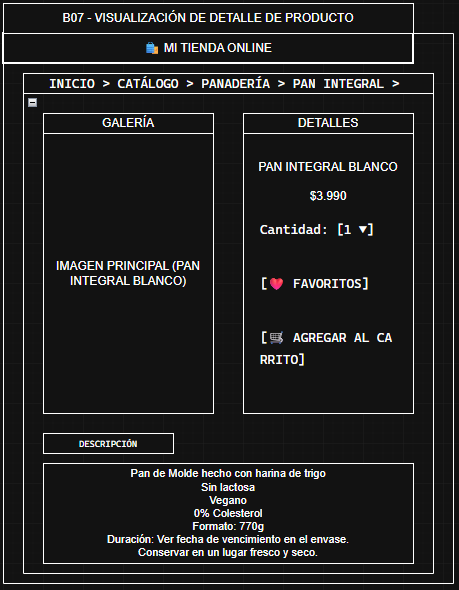 B07 - VISUALIZACIÓN DE DETALLE DE PRODUCTO
🛍️ MI TIENDA ONLINE
INICIO > CATÁLOGO > PANADERÍA > PAN INTEGRAL >
GALERÍA
IMAGEN PRINCIPAL (PAN
INTEGRAL BLANCO)
DETALLES
PAN INTEGRAL BLANCO
$3.990
Cantidad: [1 ▼]
[💖 FAVORITOS]
[🛒 AGREGAR AL CA
RRITO]
DESCRIPCIÓN
Pan de Molde hecho con harina de trigo
Sin lactosa
Vegano
0% Colesterol
Formato: 770g
Duración: Ver fecha de vencimiento en el envase.
Conservar en un lugar fresco y seco.